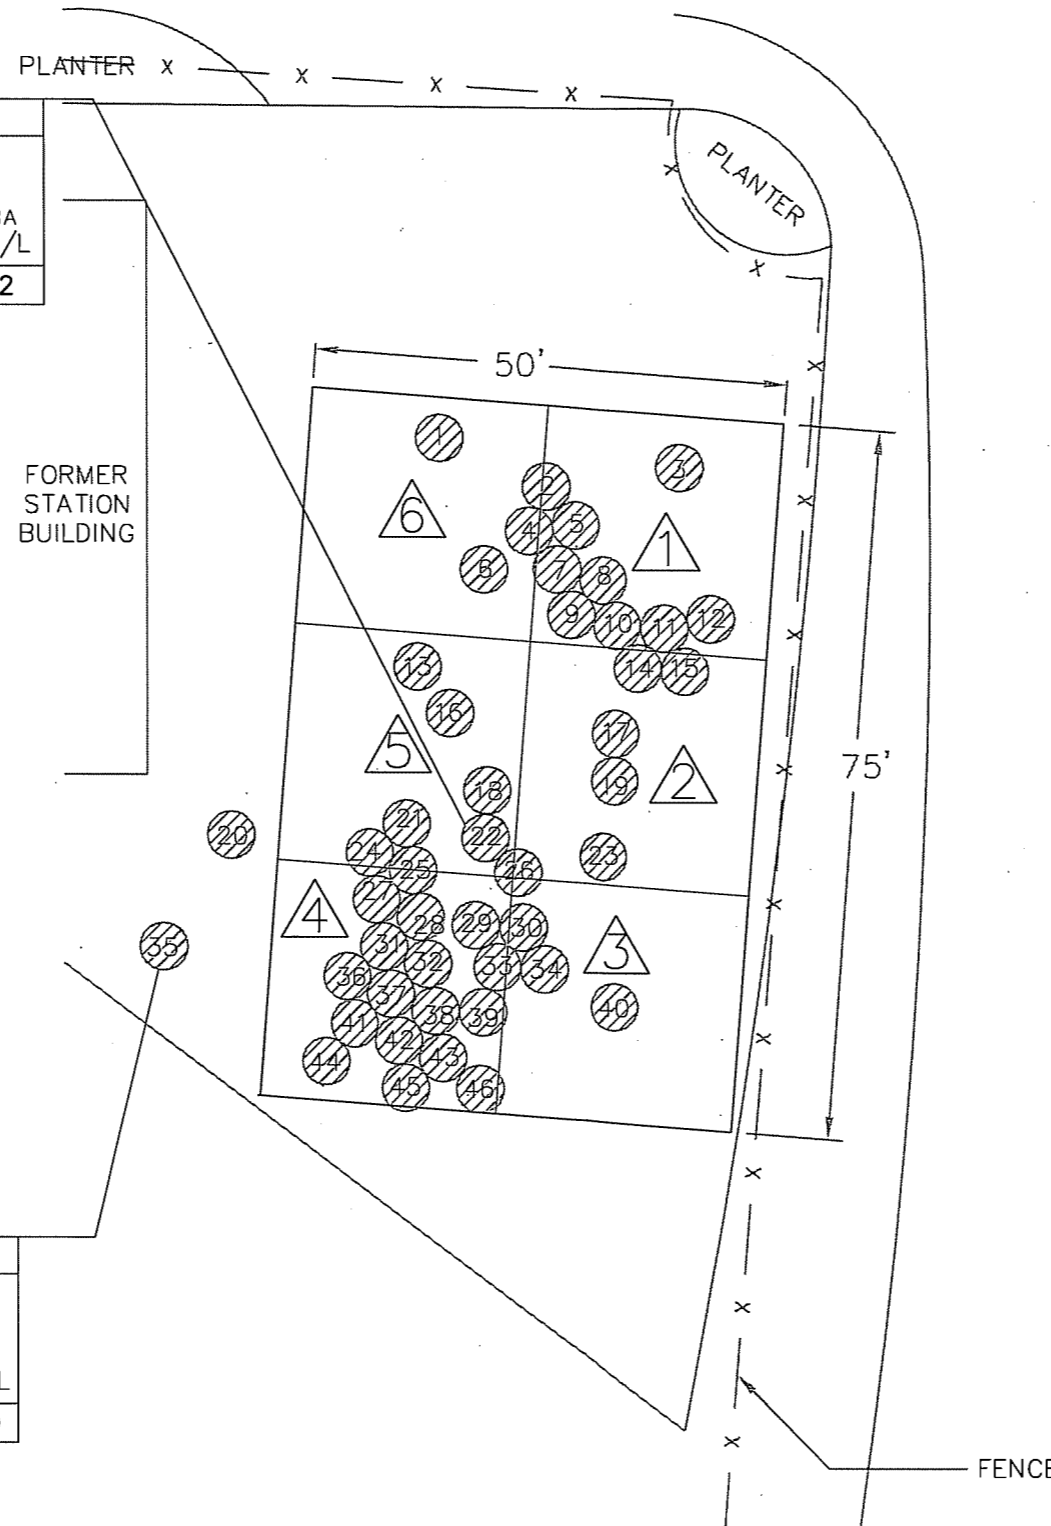 PLANTER x x x x
x PLANTER
A
/L
2
x
50'
x
FORMER
STATION
BUILDING
75'
1 3
2
6 4 5 1
6 7 8
9 10 11 12
x
13 14 15
16
5 17
18 19 2
x
20 21 22 23
24 25 26
27
4 28 29 30
x
35 31 32 33 34 3
36 37 38 39 40
41 42 43
44 45 46
x
x
x
L
x
FENCE